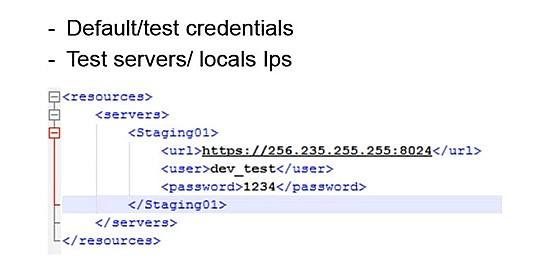 - Default/test credentials
- Test servers/ locals Ips
<resources>
<servers>
<Staging01>
<url>https://256.235.255.255:8024</url>
<user>dev_test</user>
<password>1234</password>
</Staging01>
</servers>
</resources>